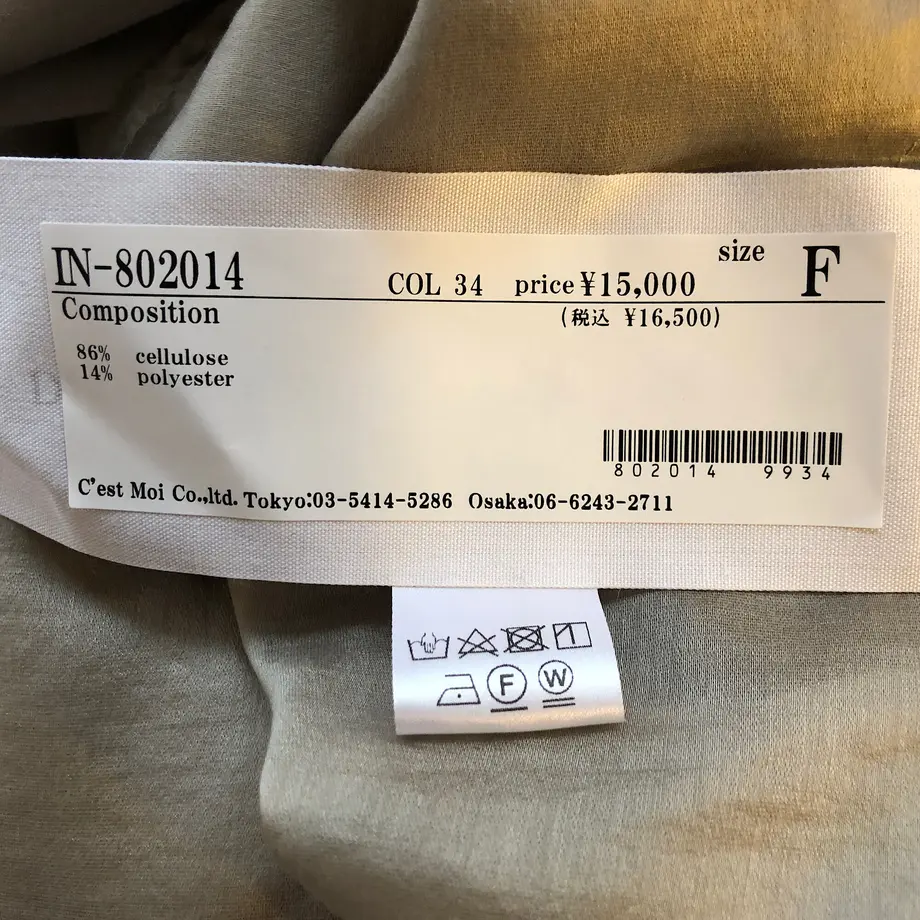 IN-802014 COL 34 price ¥15,000 size F
Composition (税込 ¥16,500)
86% cellulose
14% polyester
802014 9934
C'est Moi Co.,ltd. Tokyo:03-5414-5286 Osaka:06-6243-2711
F W